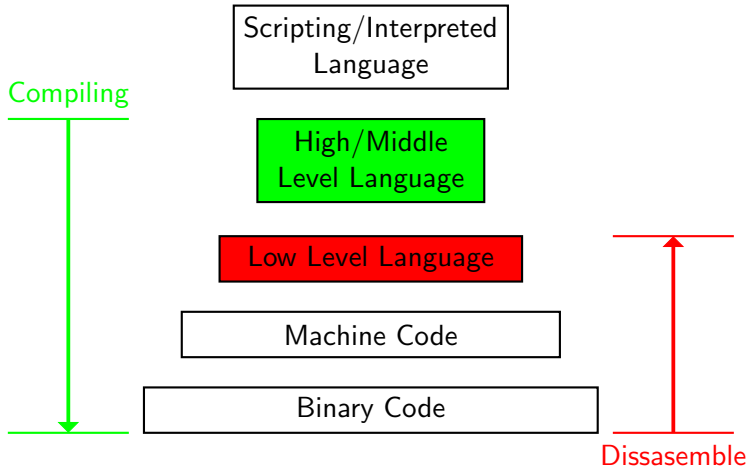 Scripting/Interpreted
Language
Compiling
High/Middle
Level Language
Low Level Language
Machine Code
Binary Code
Dissasemble